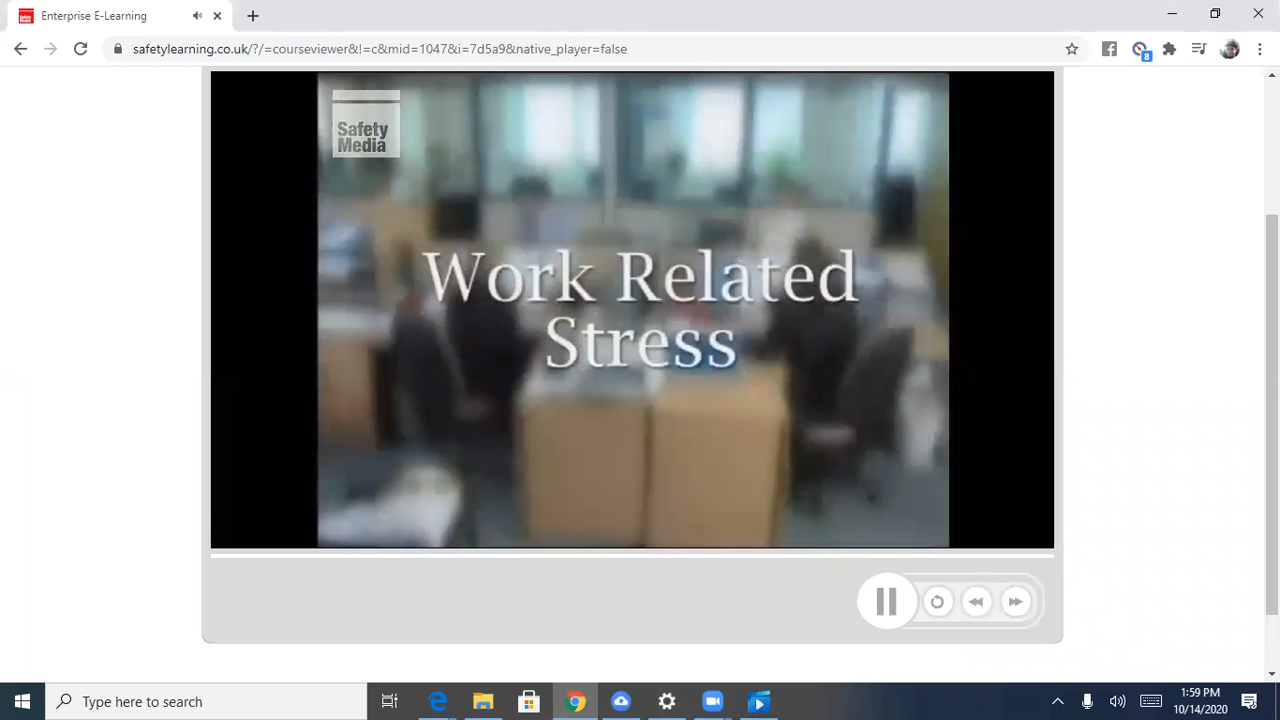 Enterprise E-Learning
safetylearning.co.uk/?/=courseviewer&!=c&mid=1047&i=7d5a9&native_player=false
8
Safety
Media
Work Related
Stress
Type here to search
1:59 PM
10/14/2020